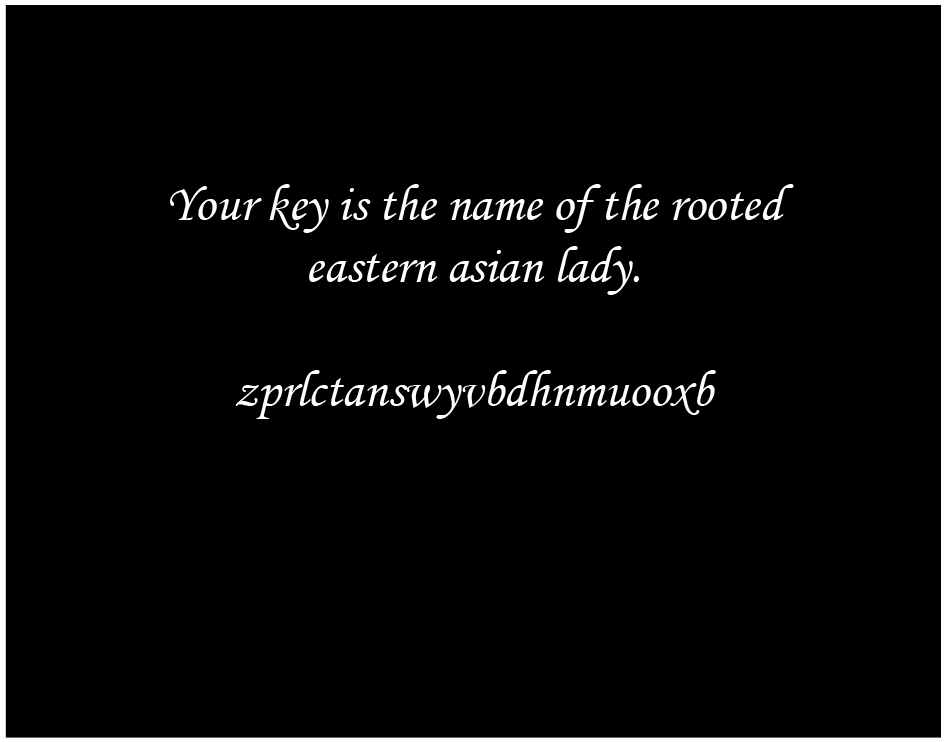 Your key is the name of the rooted
eastern asian lady.
zprlctanswyvbdhnmuooxb